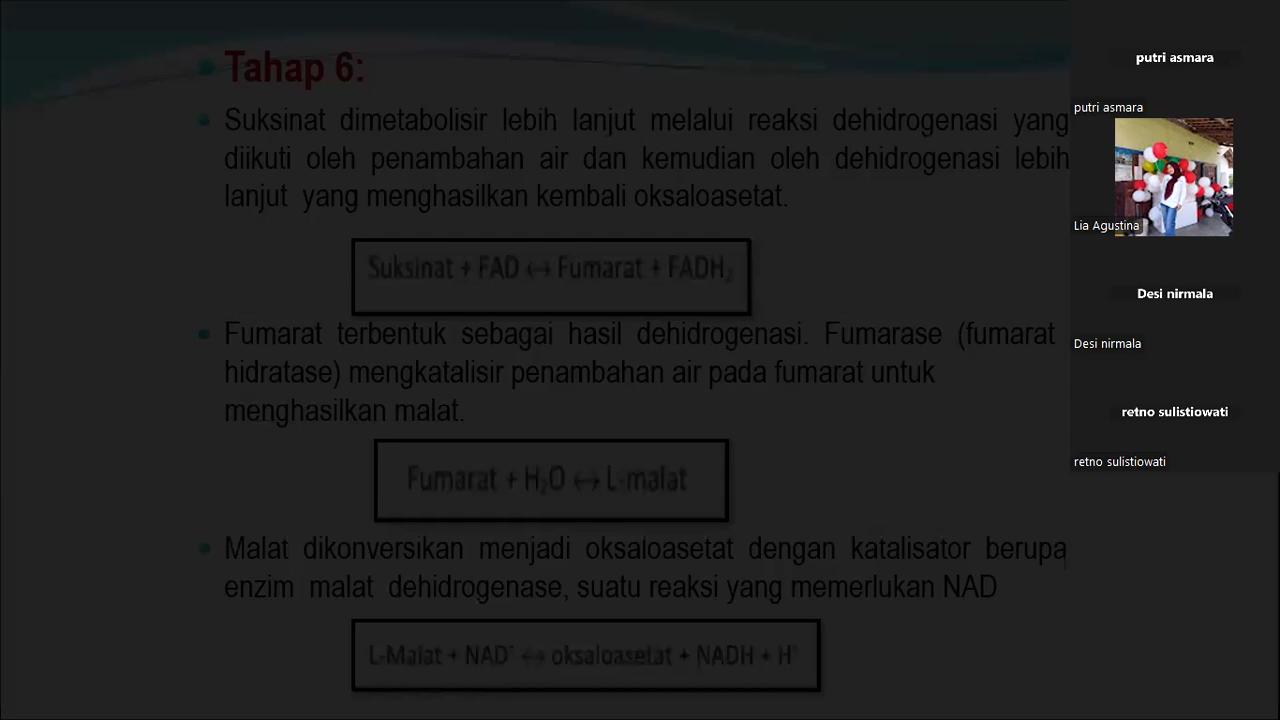 Tahap 6:
Suksinat dimetabolisir lebih lanjut melalui reaksi dehidrogenasi yang
diikuti oleh penambahan air dan kemudian oleh dehidrogenasi lebih
lanjut yang menghasilkan kembali oksaloasetat.
Suksinat + FAD ↔ Fumarat + FADH₂
Fumarat terbentuk sebagai hasil dehidrogenasi. Fumarase (fumarat
hidratase) mengkatalisir penambahan air pada fumarat untuk
menghasilkan malat.
Fumarat + H₂O ↔ L-malat
Malat dikonversikan menjadi oksaloasetat dengan katalisator berupa
enzim malat dehidrogenase, suatu reaksi yang memerlukan NAD
L-Malat + NAD⁺ ↔ oksaloasetat + NADH + H⁺
putri asmara
putri asmara
Lia Agustina
Desi nirmala
Desi nirmala
retno sulistiowati
retno sulistiowati